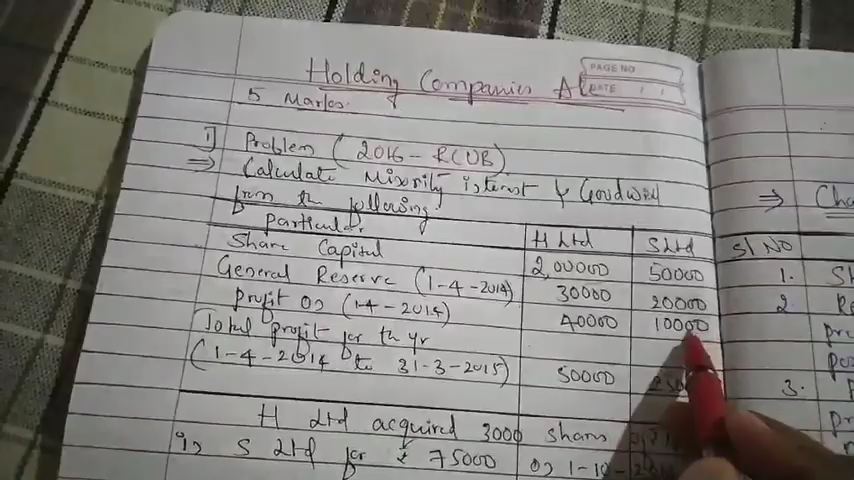 Holding Companies A/c
PAGE NO
DATE / /
5 Marks.
1] Problem (2016 - RCUB)
⇒ Calculate Minority interest & Goodwill
from the following.
Particular H Ltd S Ltd
Share Capital 2,00000 50000
General Reserve (1-4-2014) 30000 20000
profit on (1-4-2014) 40000 10000
Total profit for the yr
(1-4-2014 to 31-3-2015) 50000
H Ltd acquired 3000 shares
in S Ltd for ₹ 75000 on 1-10-
⇒
Sl No
1.
2.
3.